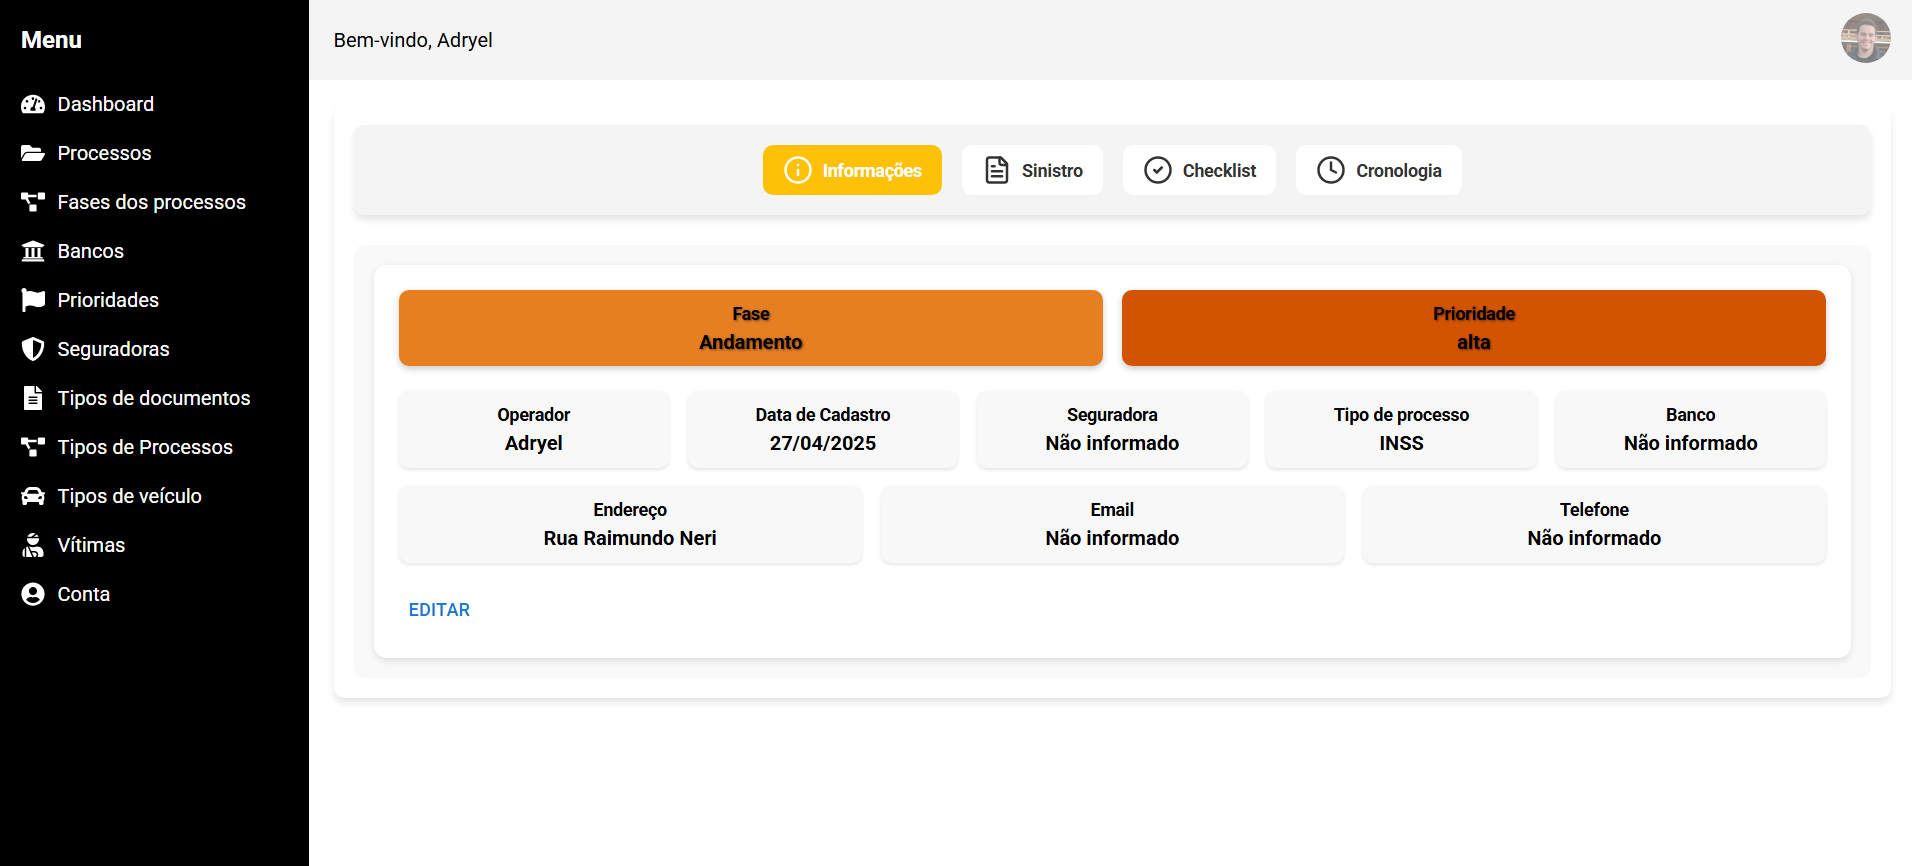 Menu
Dashboard
Processos
Fases dos processos
Bancos
Prioridades
Seguradoras
Tipos de documentos
Tipos de Processos
Tipos de veículo
Vítimas
Conta
Bem-vindo, Adryel
Informações
Sinistro
Checklist
Cronologia
Fase
Andamento
Prioridade
alta
Operador
Adryel
Data de Cadastro
27/04/2025
Seguradora
Não informado
Tipo de processo
INSS
Banco
Não informado
Endereço
Rua Raimundo Neri
Email
Não informado
Telefone
Não informado
EDITAR